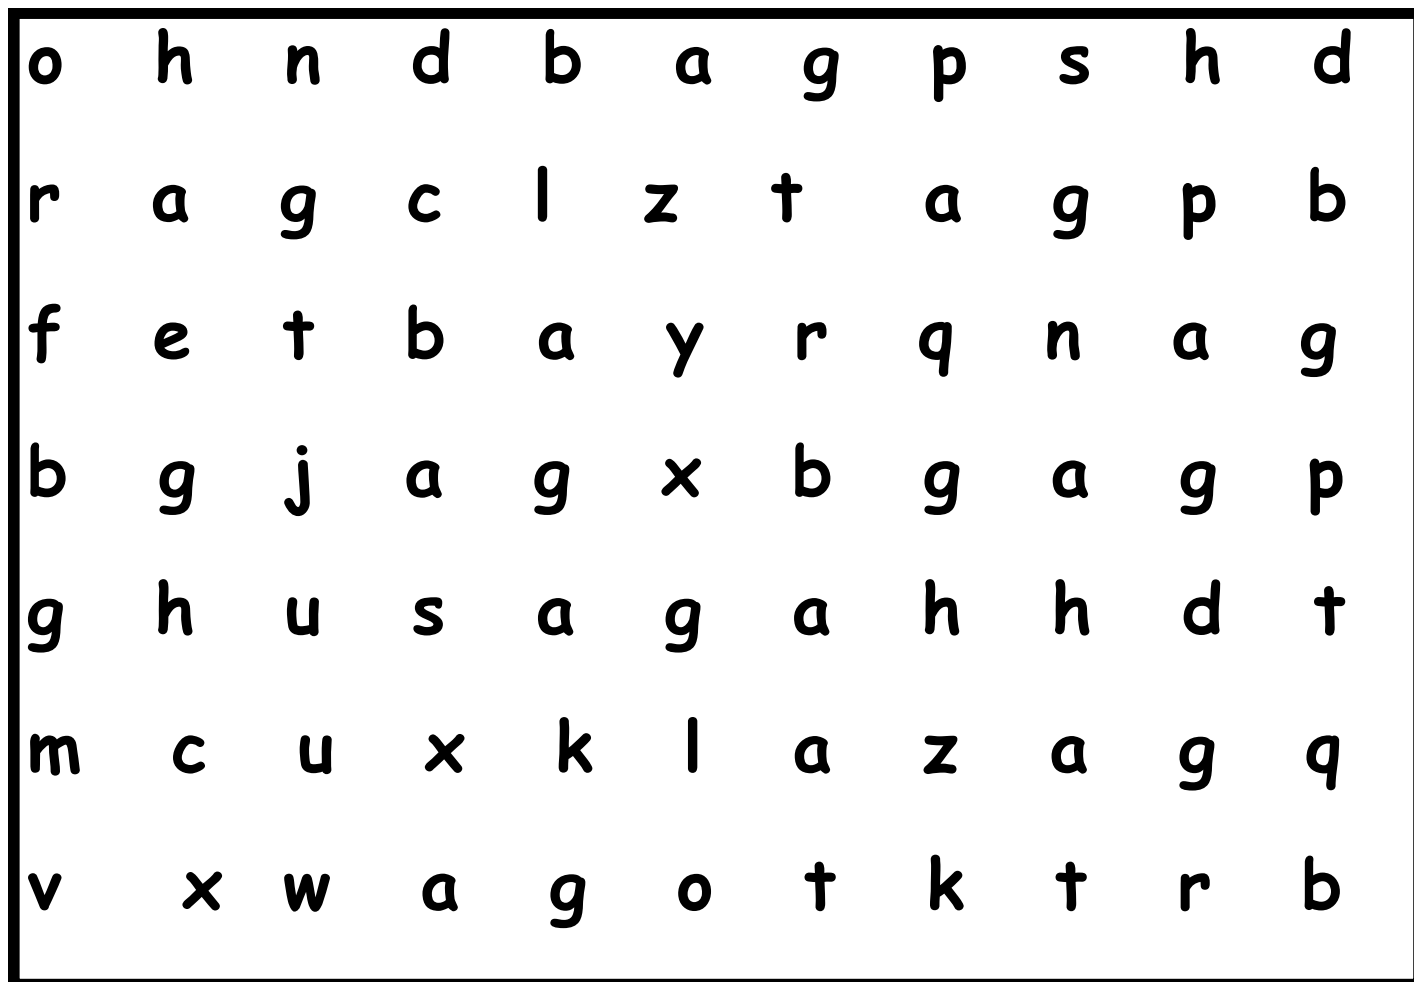 o h n d b a g p s h d
r a g c l z t a g p b
f e t b a y r q n a g
b g j a g x b g a g p
g h u s a g a h h d t
m c u x k l a z a g q
v x w a g o t k t r b